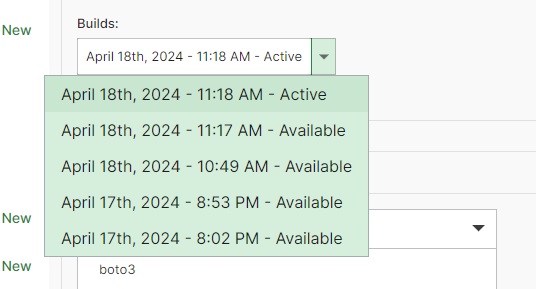 New
Builds:
April 18th, 2024 - 11:18 AM - Active
April 18th, 2024 - 11:18 AM - Active
April 18th, 2024 - 11:17 AM - Available
April 18th, 2024 - 10:49 AM - Available
April 17th, 2024 - 8:53 PM - Available
New
April 17th, 2024 - 8:02 PM - Available
New
boto3